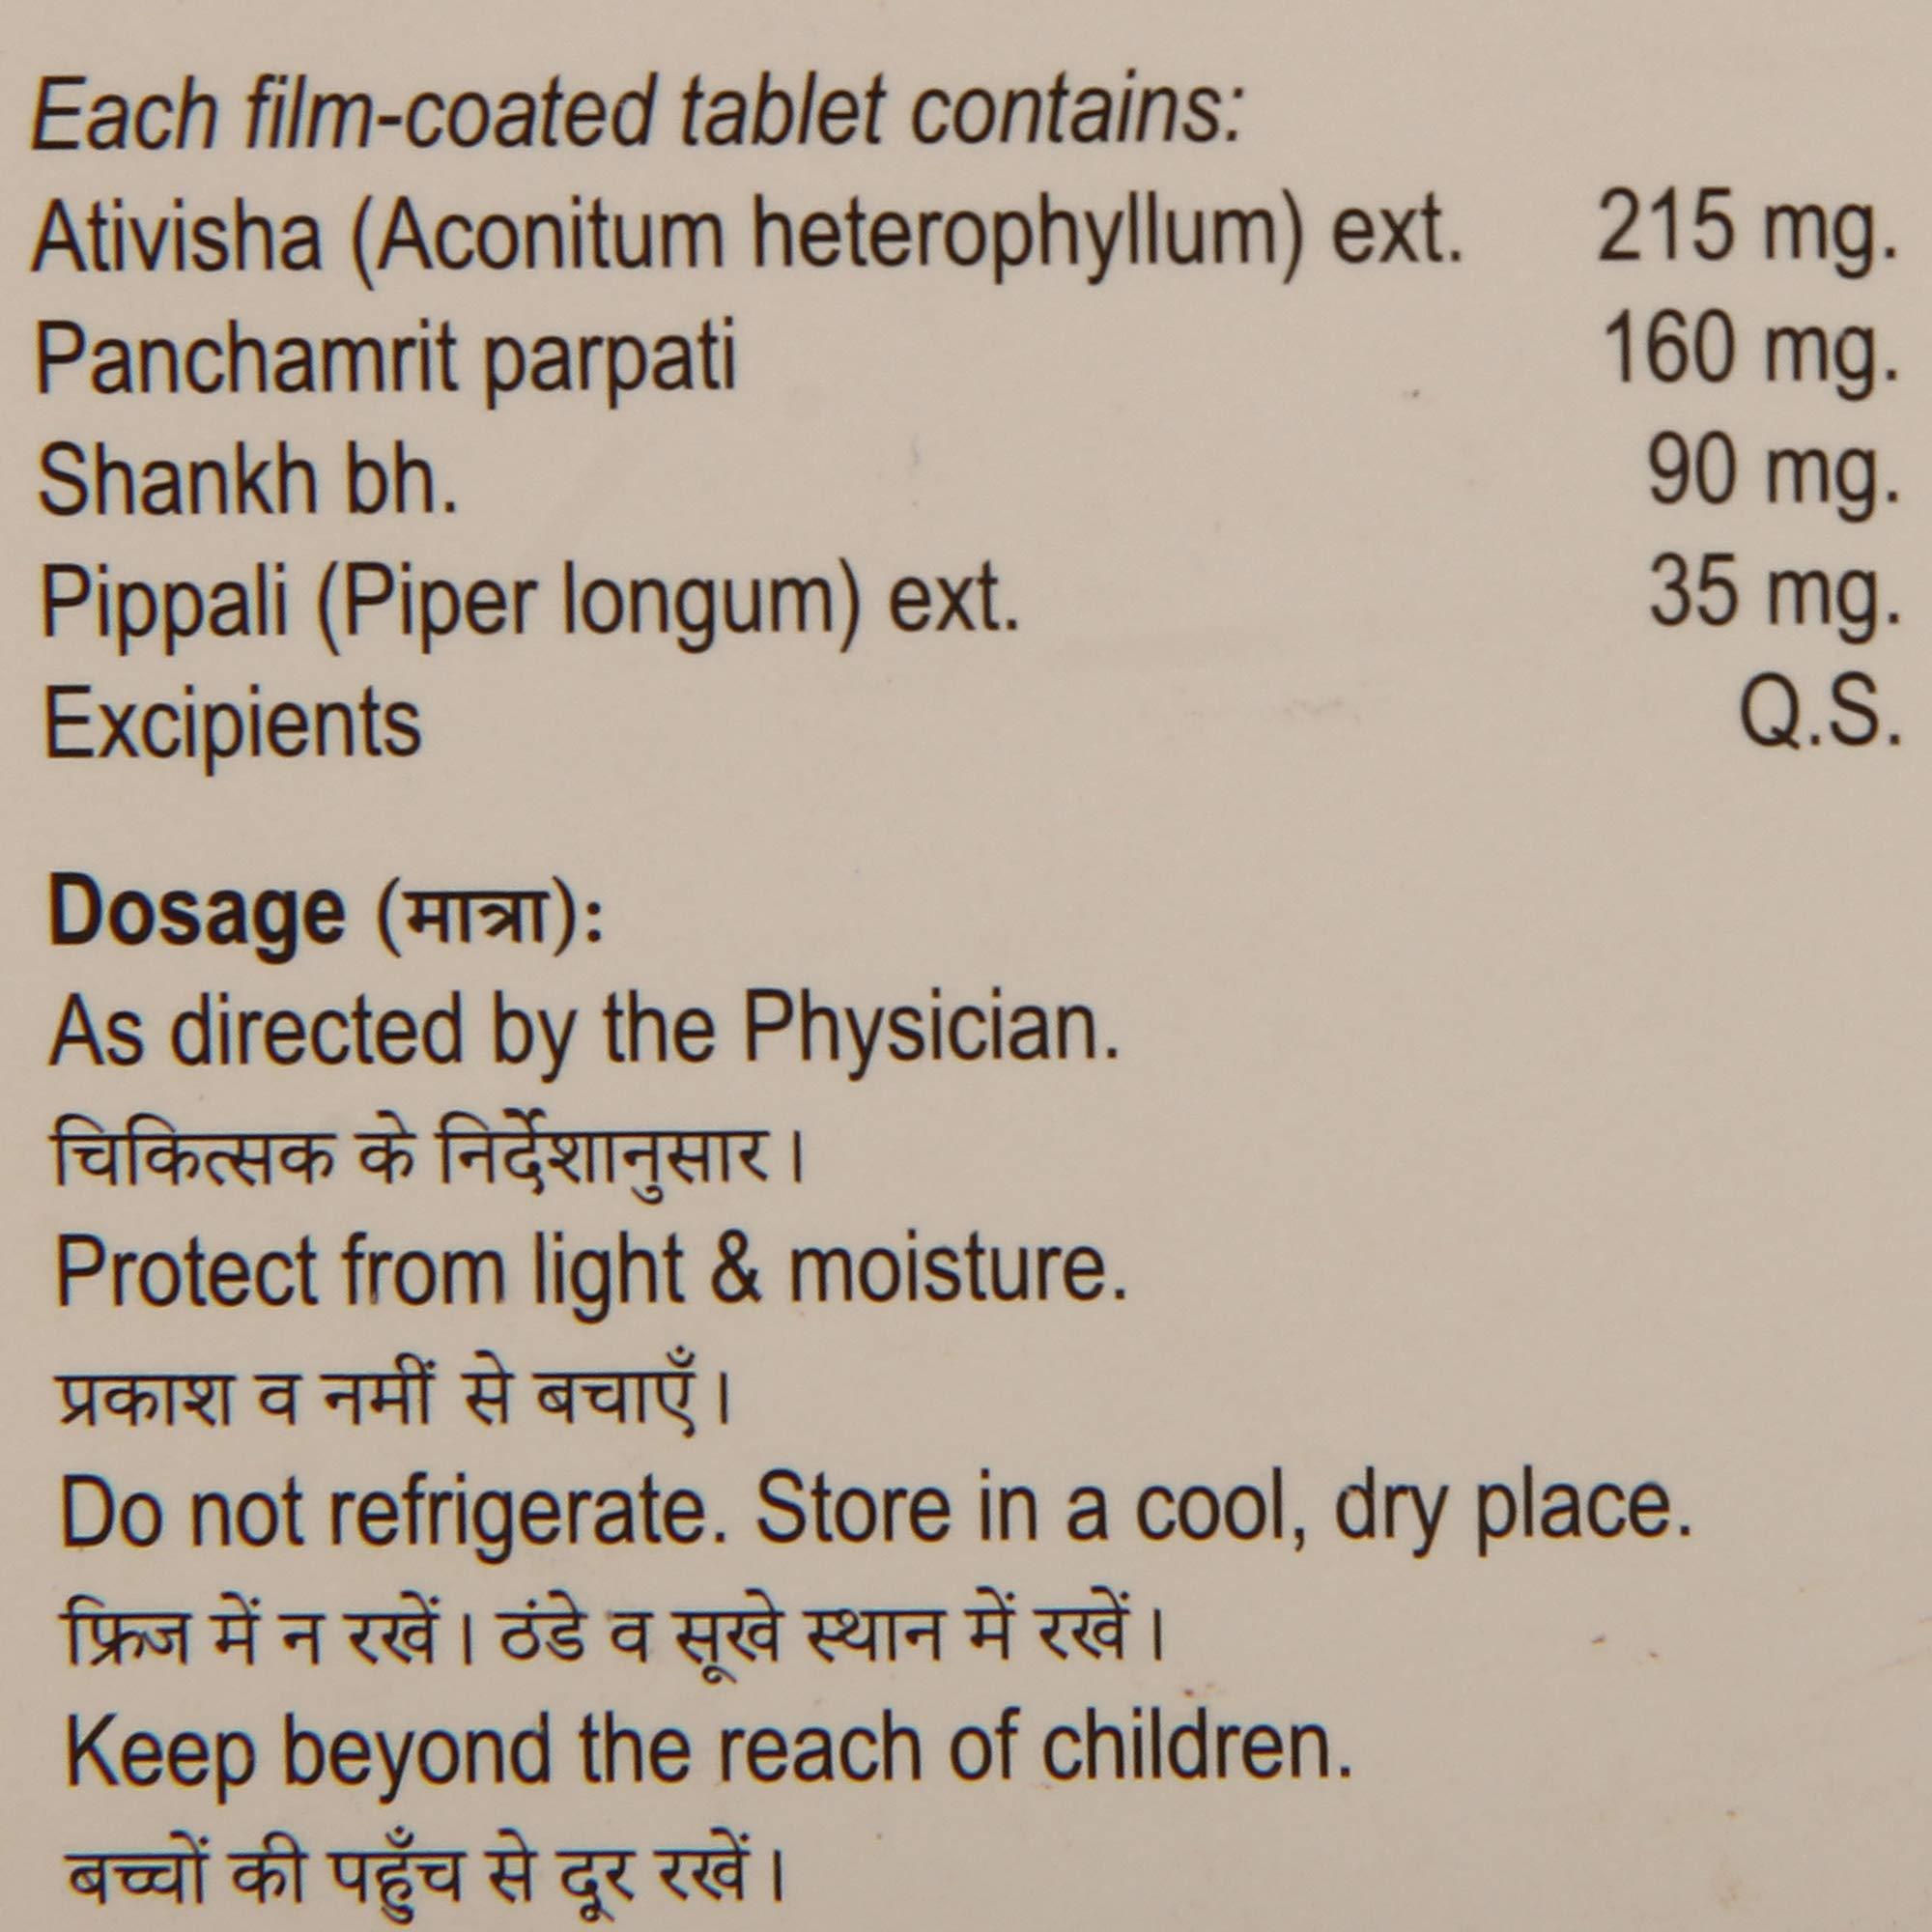 Each film-coated tablet contains:
Ativisha (Aconitum heterophyllum) ext. 215 mg.
Panchamrit parpati 160 mg.
Shankh bh. 90 mg.
Pippali (Piper longum) ext. 35 mg.
Excipients Q.S.
Dosage (मात्रा):
As directed by the Physician.
चिकित्सक के निर्देशानुसार।
Protect from light & moisture.
प्रकाश व नमीं से बचाएँ।
Do not refrigerate. Store in a cool, dry place.
फ्रिज में न रखें। ठंडे व सूखे स्थान में रखें।
Keep beyond the reach of children.
बच्चों की पहुँच से दूर रखें।